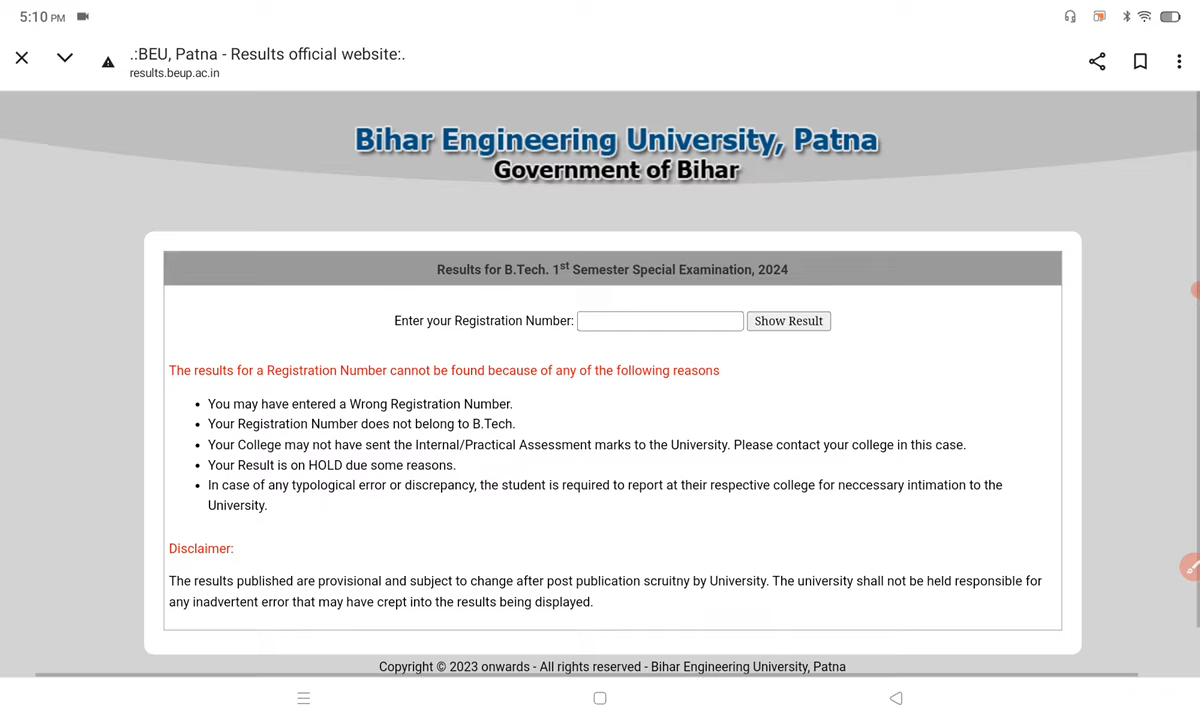 5:10 PM
.:BEU, Patna - Results official website:.
results.beup.ac.in
Bihar Engineering University, Patna
Government of Bihar
Results for B.Tech. 1st Semester Special Examination, 2024
Enter your Registration Number: Show Result
The results for a Registration Number cannot be found because of any of the following reasons
• You may have entered a Wrong Registration Number.
• Your Registration Number does not belong to B.Tech.
• Your College may not have sent the Internal/Practical Assessment marks to the University. Please contact your college in this case.
• Your Result is on HOLD due some reasons.
• In case of any typological error or discrepancy, the student is required to report at their respective college for neccessary intimation to the
University.
Disclaimer:
The results published are provisional and subject to change after post publication scruitny by University. The university shall not be held responsible for
any inadvertent error that may have crept into the results being displayed.
Copyright © 2023 onwards - All rights reserved - Bihar Engineering University, Patna